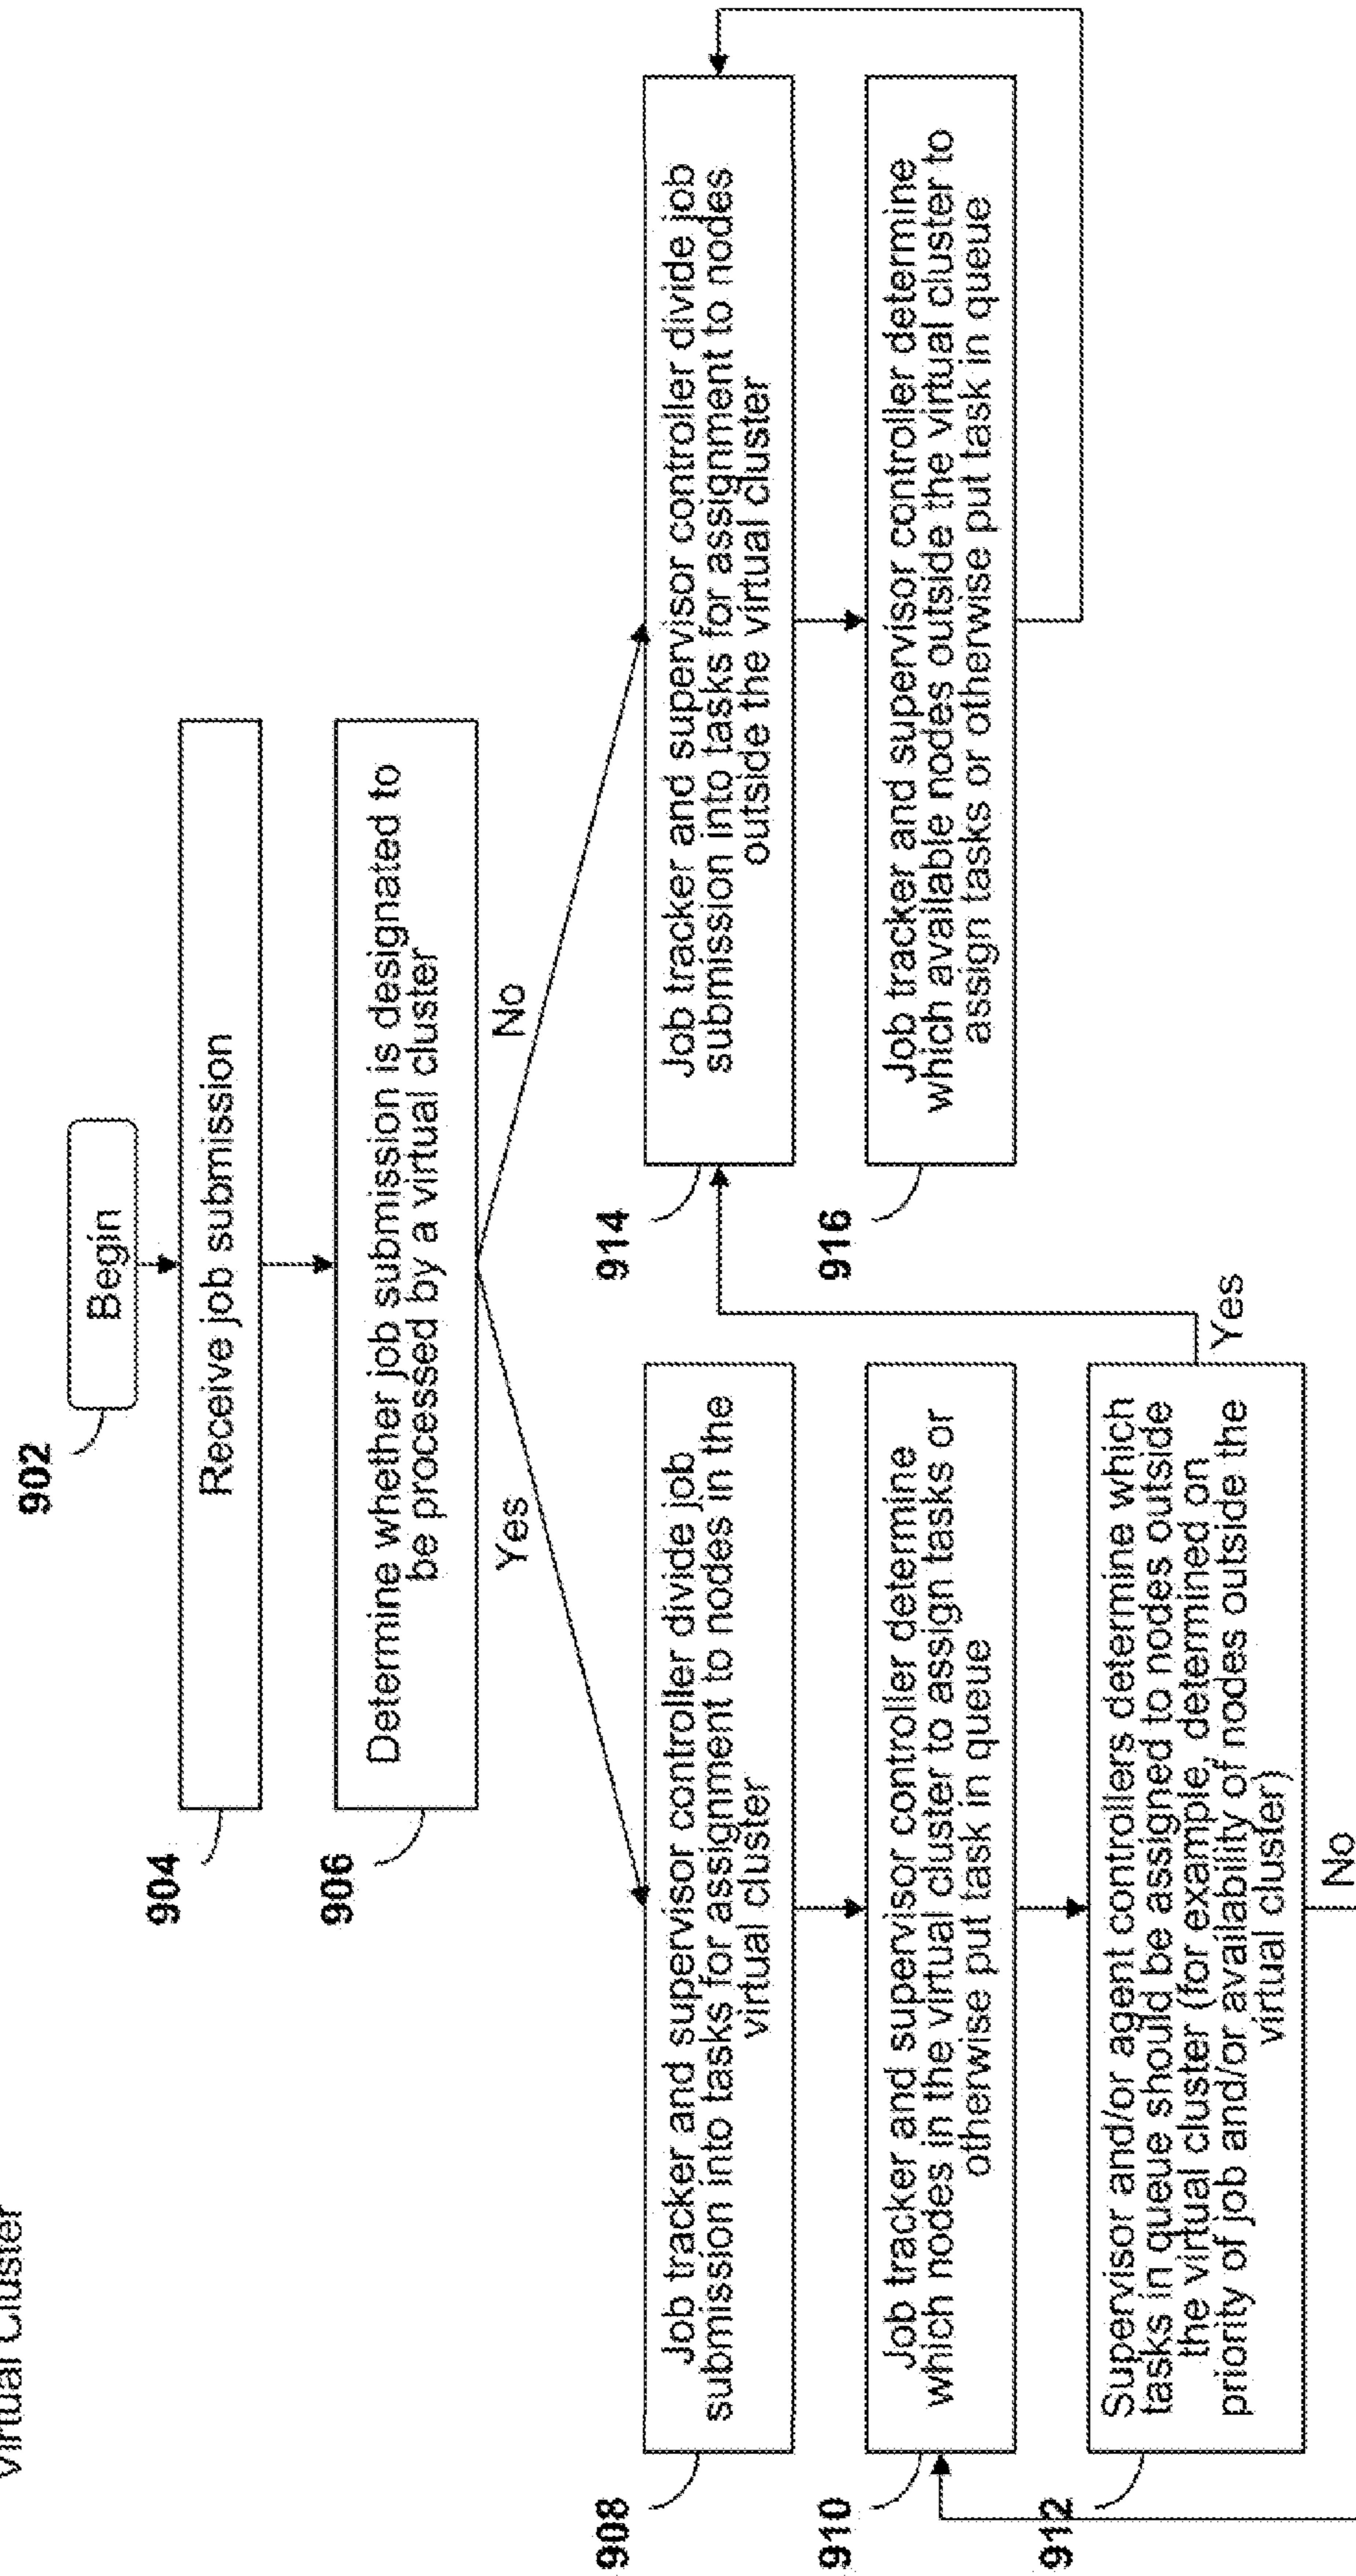 Virtual Cluster
902
Begin
904
Receive job submission
906
Determine whether job submission is designated to
be processed by a virtual cluster
Yes
No
908
Job tracker and supervisor controller divide job
submission into tasks for assignment to nodes in the
virtual cluster
914
Job tracker and supervisor controller divide job
submission into tasks for assignment to nodes
outside the virtual cluster
910
Job tracker and supervisor controller determine
which nodes in the virtual cluster to assign tasks or
otherwise put task in queue
916
Job tracker and supervisor controller determine
which available nodes outside the virtual cluster to
assign tasks or otherwise put task in queue
912
Supervisor and/or agent controllers determine which
tasks in queue should be assigned to nodes outside
the virtual cluster (for example, determined on
priority of job and/or availability of nodes outside the
virtual cluster)
Yes
No